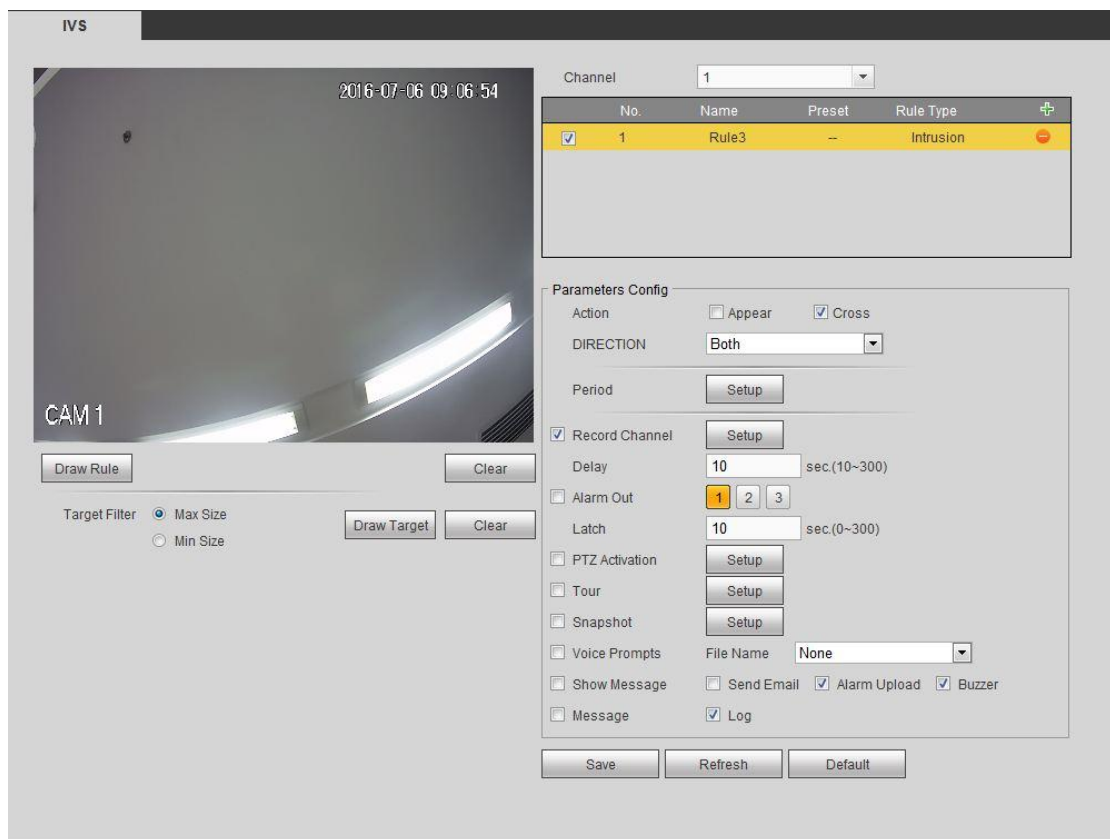 IVS
2016-07-06 09:06:54
CAM 1
Draw Rule
Clear
Target Filter Max Size
Draw Target
Clear
Min Size
Channel 1
No. Name Preset Rule Type
1 Rule3 -- Intrusion
Parameters Config
Action Appear Cross
DIRECTION Both
Period Setup
Record Channel Setup
Delay 10 sec.(10~300)
Alarm Out 1 2 3
Latch 10 sec.(0~300)
PTZ Activation Setup
Tour Setup
Snapshot Setup
Voice Prompts File Name None
Show Message Send Email Alarm Upload Buzzer
Message Log
Save Refresh Default